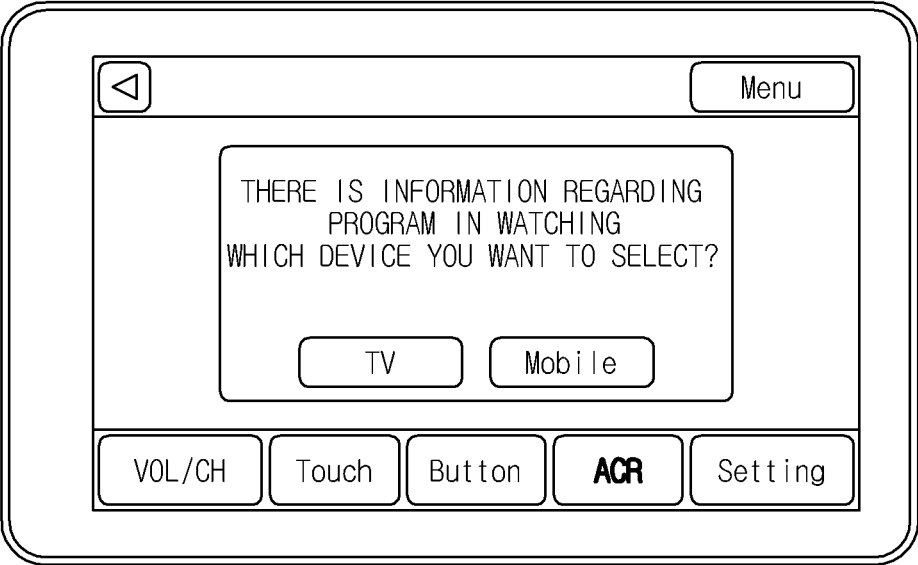 Menu
THERE IS INFORMATION REGARDING
PROGRAM IN WATCHING
WHICH DEVICE YOU WANT TO SELECT?
TV Mobile
VOL/CH Touch Button ACR Setting